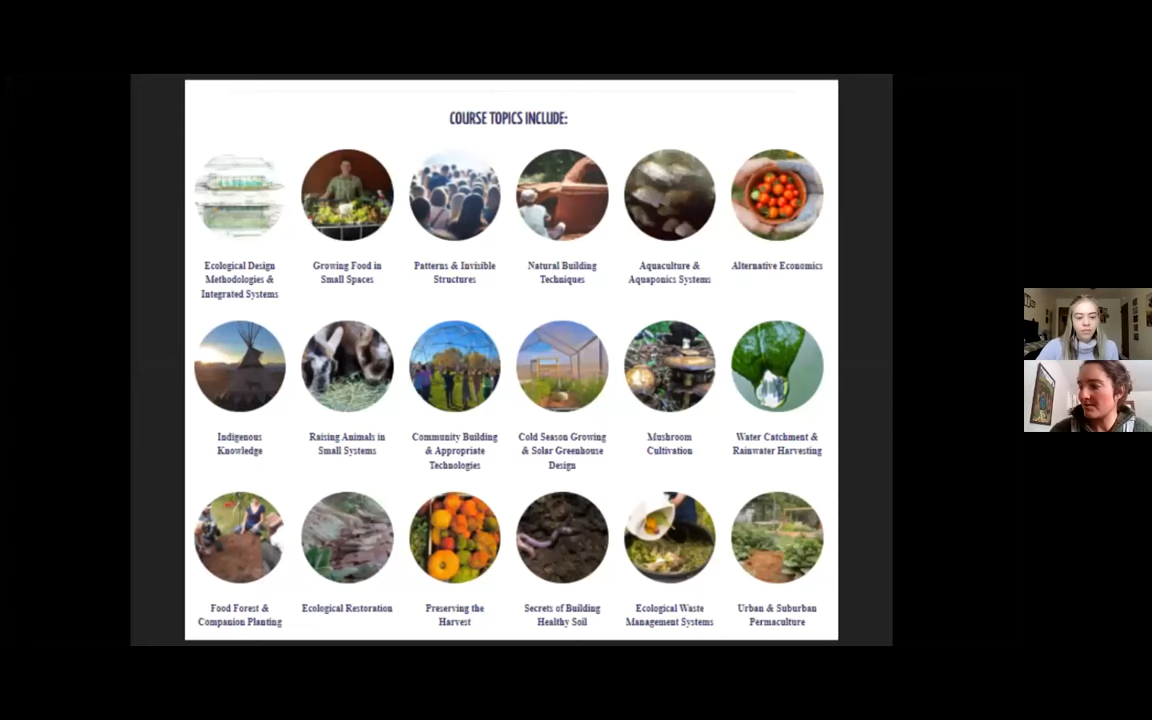 COURSE TOPICS INCLUDE:
Ecological Design
Methodologies &
Integrated Systems
Growing Food in
Small Spaces
Patterns & Invisible
Structures
Natural Building
Techniques
Aquaculture &
Aquaponics Systems
Alternative Economics
Indigenous
Knowledge
Raising Animals in
Small Systems
Community Building
& Appropriate
Technologies
Cold Season Growing
& Solar Greenhouse
Design
Mushroom
Cultivation
Water Catchment &
Rainwater Harvesting
Food Forest &
Companion Planting
Ecological Restoration
Preserving the
Harvest
Secrets of Building
Healthy Soil
Ecological Waste
Management Systems
Urban & Suburban
Permaculture